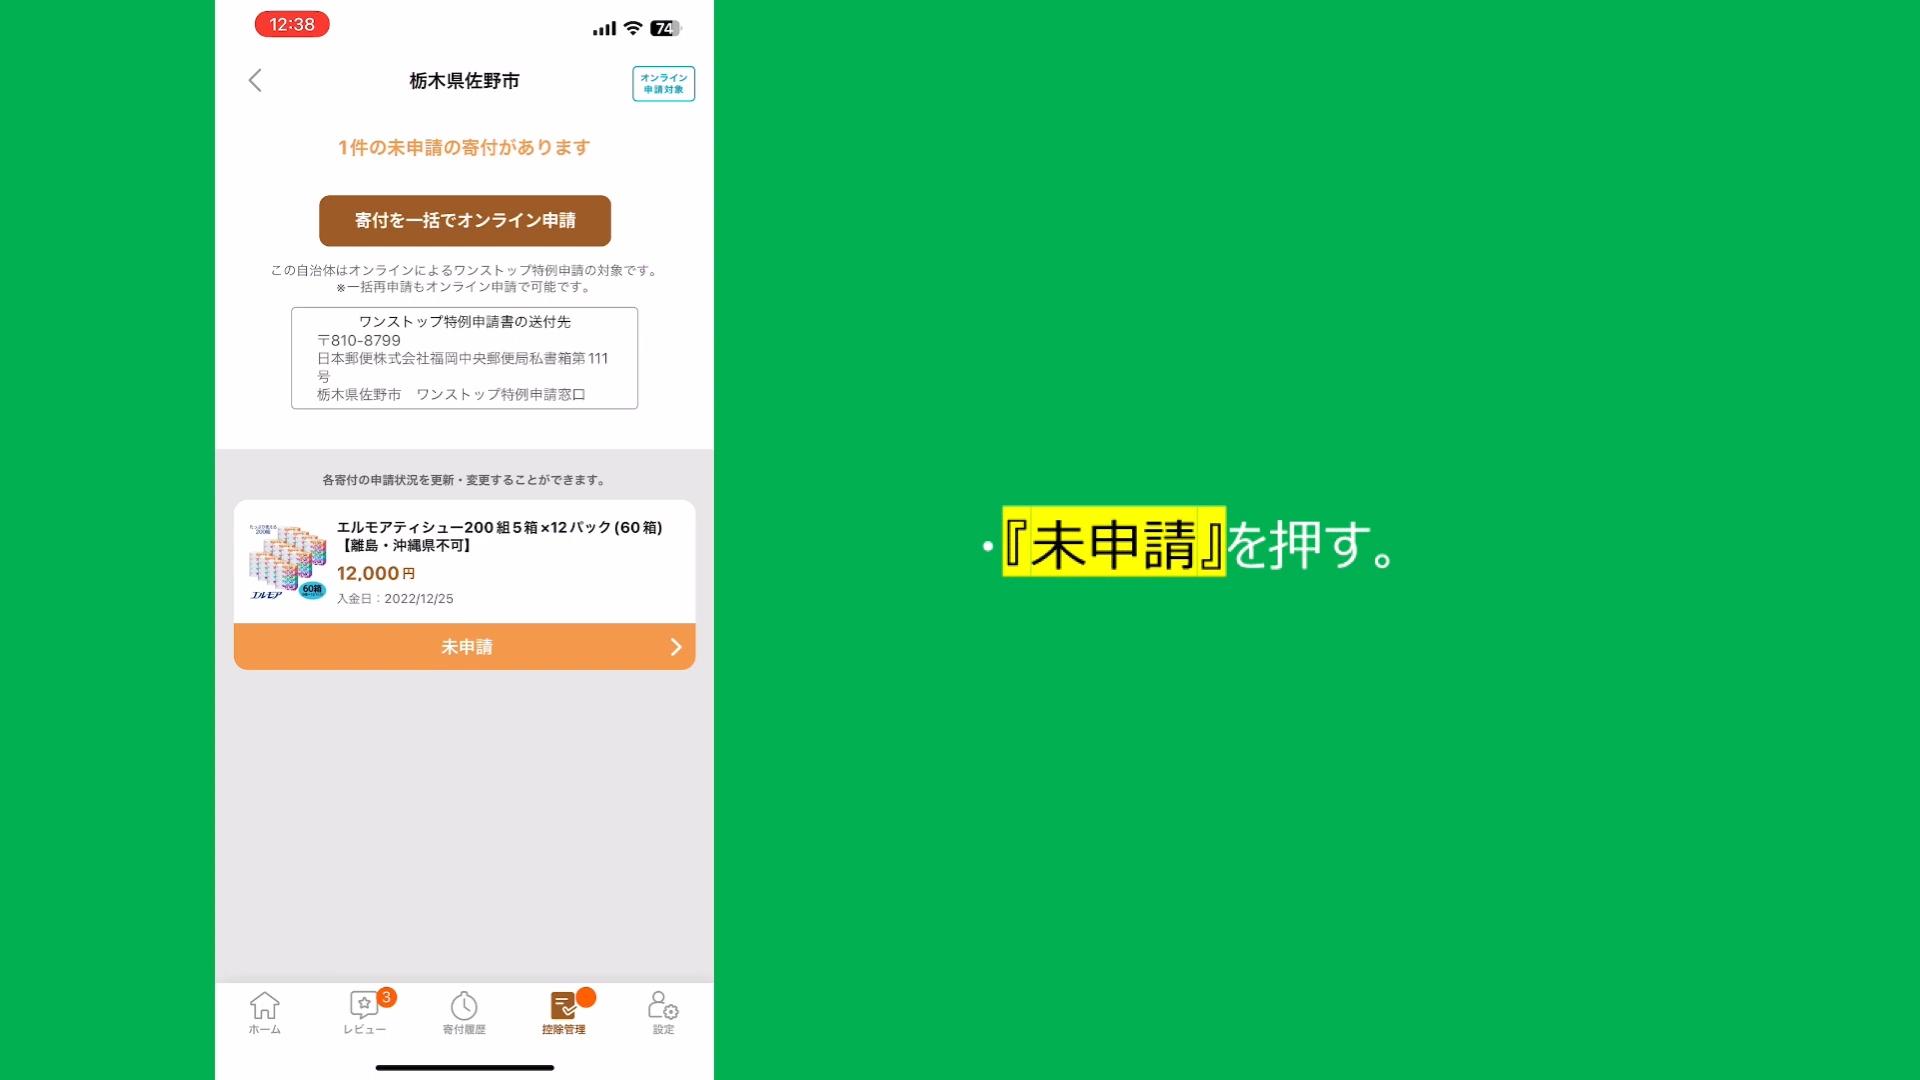 12:38
74
栃木県佐野市
オンライン
申請対象
1件の未申請の寄付があります
寄付を一括でオンライン申請
この自治体はオンラインによるワンストップ特例申請の対象です。
※一括再申請もオンライン申請で可能です。
ワンストップ特例申請書の送付先
〒810-8799
日本郵便株式会社福岡中央郵便局私書箱第111
号
栃木県佐野市　ワンストップ特例申請窓口
各寄付の申請状況を更新・変更することができます。
エルモアティシュー200組5箱×12パック(60箱)
【離島・沖縄県不可】
12,000円
入金日：2022/12/25
200組
60箱
エルモア
未申請
・『未申請』を押す。
3
ホーム
レビュー
寄付履歴
控除管理
設定